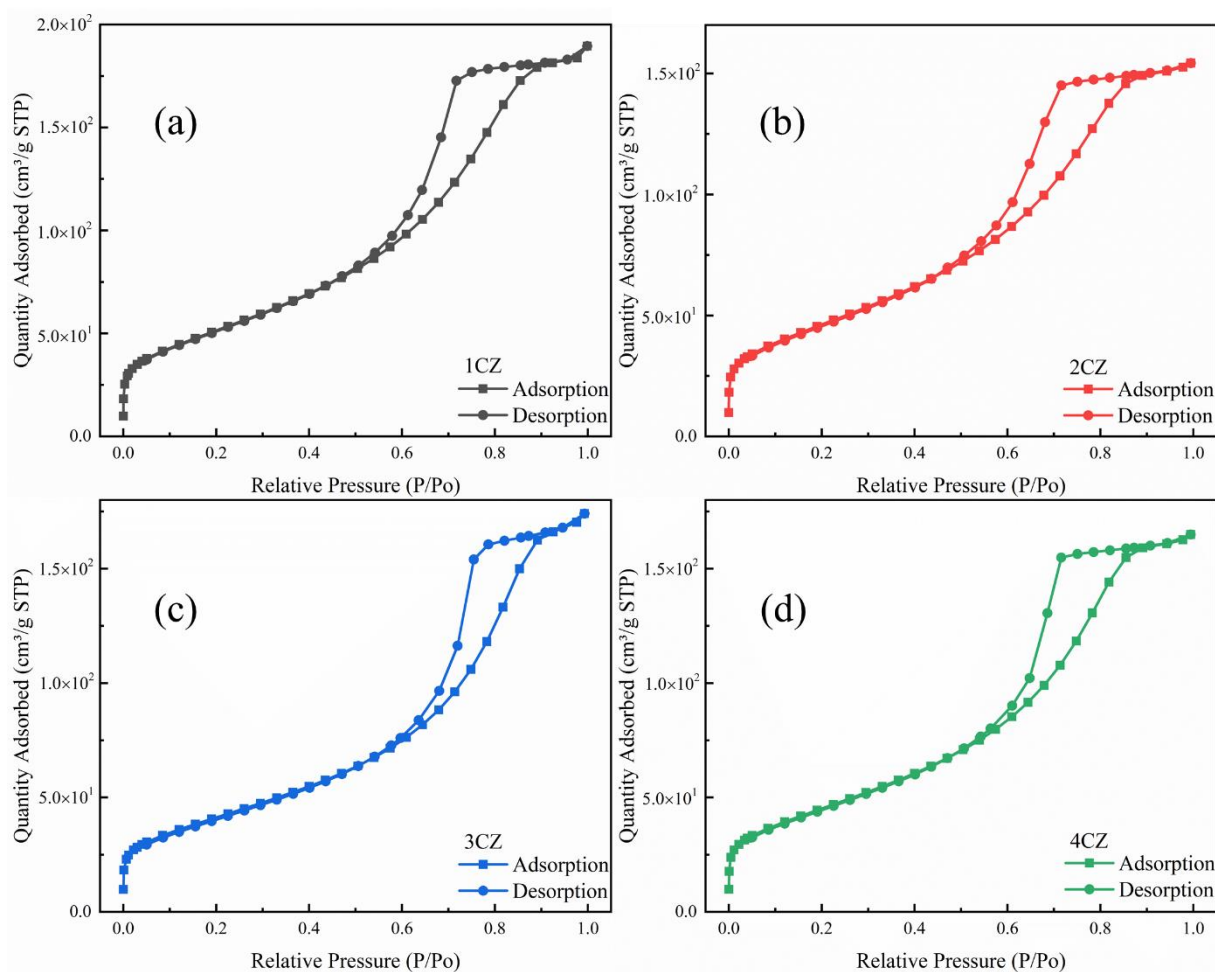 2.0×10²
1.5×10²
1.0×10²
5.0×10¹
0.0
Quantity Adsorbed (cm³/g STP)
(a)
1CZ
Adsorption
Desorption
0.0 0.2 0.4 0.6 0.8 1.0
Relative Pressure (P/Po)
1.5×10²
1.0×10²
5.0×10¹
0.0
Quantity Adsorbed (cm³/g STP)
(b)
2CZ
Adsorption
Desorption
0.0 0.2 0.4 0.6 0.8 1.0
Relative Pressure (P/Po)
1.5×10²
1.0×10²
5.0×10¹
0.0
Quantity Adsorbed (cm³/g STP)
(c)
3CZ
Adsorption
Desorption
0.0 0.2 0.4 0.6 0.8 1.0
Relative Pressure (P/Po)
1.5×10²
1.0×10²
5.0×10¹
0.0
Quantity Adsorbed (cm³/g STP)
(d)
4CZ
Adsorption
Desorption
0.0 0.2 0.4 0.6 0.8 1.0
Relative Pressure (P/Po)